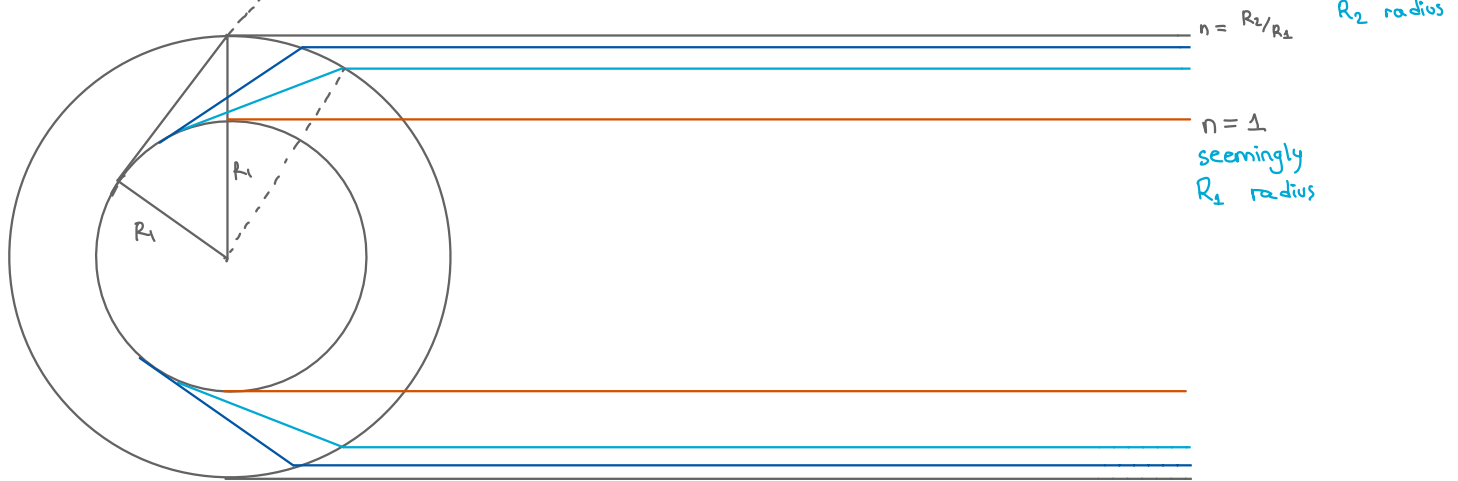 R₂ radius
n = R₂/R₁
n = 1
seemingly
R₁ radius
R₁
R₁